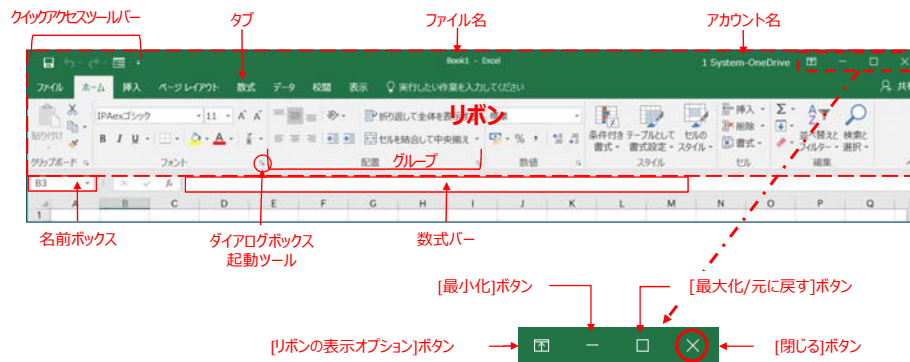 クイックアクセスツールバー タブ ファイル名 アカウント名
Book1 - Excel 1 System-OneDrive
ファイル ホーム 挿入 ページ レイアウト 数式 データ 校閲 表示 実行したい作業を入力してください 共有
IPAexゴシック 11 A A 折り返して全体を表示する 標準 挿入 Σ
リボン
貼り付け B I U A % 条件付き テーブルとして セルの 削除 並べ替えと 検索と
セルを結合して中央揃え 書式 書式設定 スタイル 書式 フィルター 選択
クリップボード フォント 配置 グループ 数値 スタイル セル 編集
B3 fx
A B C D E F G H I J K L M N O P Q
1
名前ボックス ダイアログボックス 数式バー
起動ツール
[最小化]ボタン [最大化/元に戻す]ボタン
[リボンの表示オプション]ボタン [閉じる]ボタン